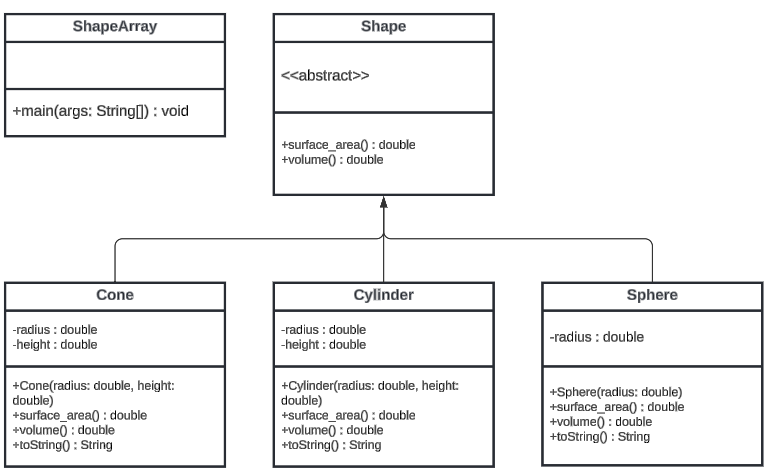 ShapeArray
+main(args: String[]) : void
Shape
<<abstract>>
+surface_area() : double
+volume() : double
Cone
-radius : double
-height : double
+Cone(radius: double, height:
double)
+surface_area() : double
+volume() : double
+toString() : String
Cylinder
-radius : double
-height : double
+Cylinder(radius: double, height:
double)
+surface_area() : double
+volume() : double
+toString() : String
Sphere
-radius : double
+Sphere(radius: double)
+surface_area() : double
+volume() : double
+toString() : String